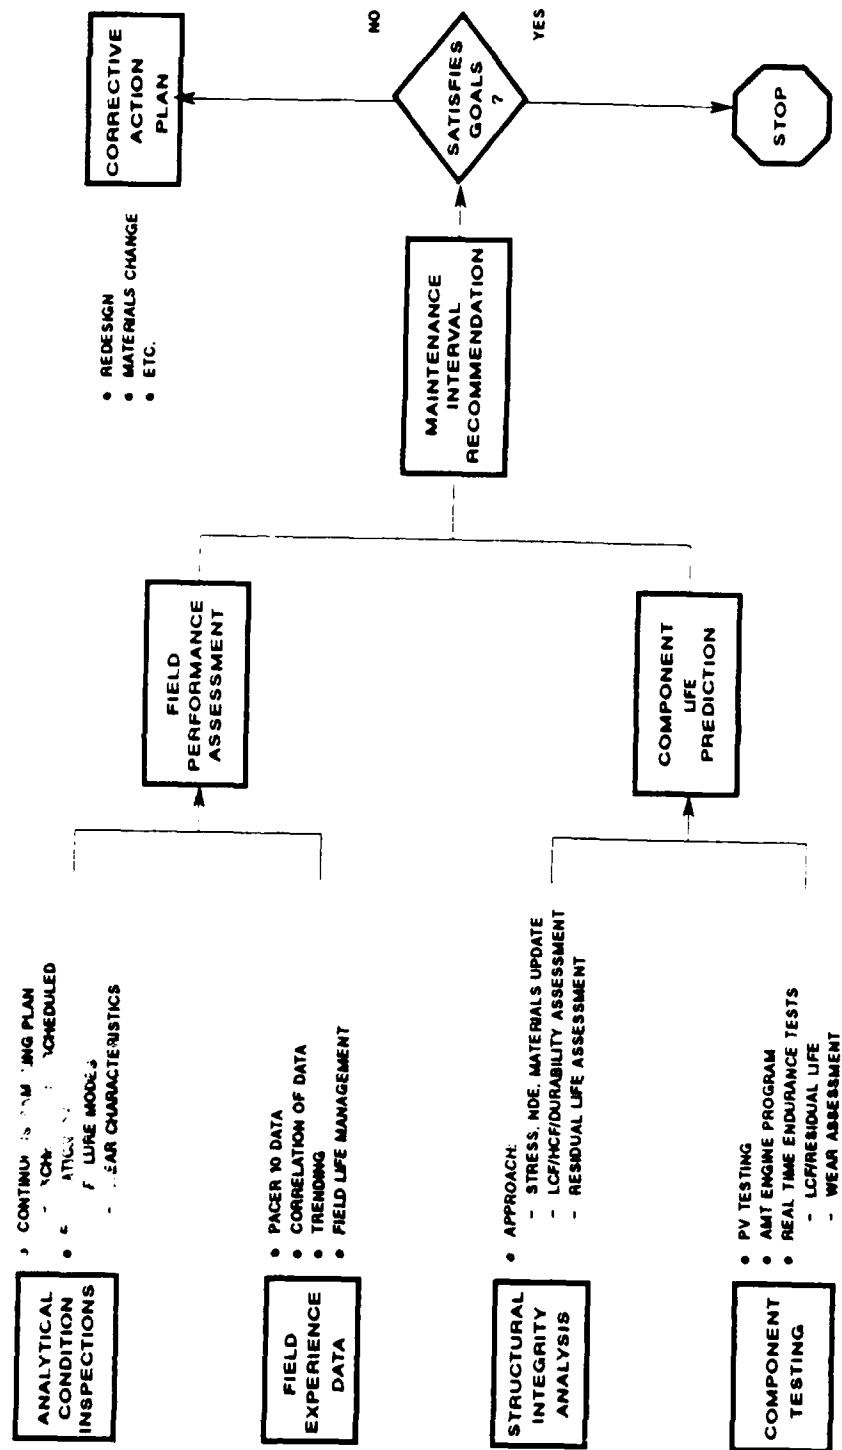 ANALYTICAL
CONDITION
INSPECTIONS
PLAN
FIELD
EXPERIENCE
DATA
• PACER 10 DATA
• CORRELATION OF DATA
• TRENDING
• FIELD LIFE MANAGEMENT
STRUCTURAL
INTEGRITY
ANALYSIS
• APPROACH:
- STRESS, NDE, MATERIALS UPDATE
- LCF/HCF/DURABILITY ASSESSMENT
- RESIDUAL LIFE ASSESSMENT
COMPONENT
TESTING
• PV TESTING
• AMT ENGINE PROGRAM
• REAL TIME ENDURANCE TESTS
- LCF/RESIDUAL LIFE
- WEAR ASSESSMENT
FIELD
PERFORMANCE
ASSESSMENT
COMPONENT
LIFE
PREDICTION
MAINTENANCE
INTERVAL
RECOMMENDATION
• REDESIGN
• MATERIALS CHANGE
• ETC.
CORRECTIVE
ACTION
PLAN
NO
SATISFIES
GOALS
?
YES
STOP
MODES
CHARACTERISTICS